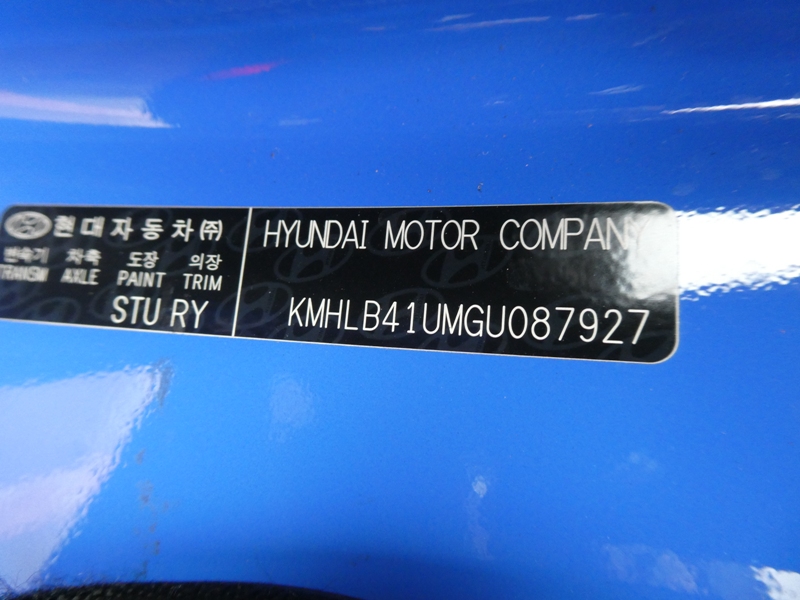 현대자동차㈜
변속기 차축 도장 의장
TRANSM AXLE PAINT TRIM
STU RY
HYUNDAI MOTOR COMPANY
KMHLB41UMGU087927